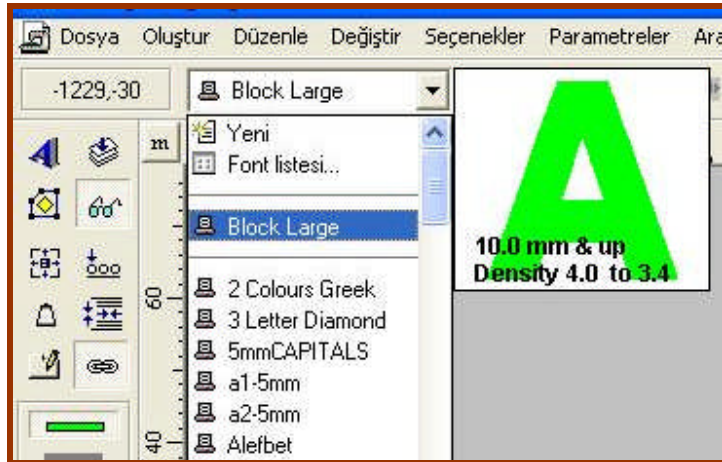 Dosya Oluştur Düzenle Değiştir Seçenekler Parametreler Ara
-1229,-30
Block Large
m
Yeni
Font listesi...
Block Large
2 Colours Greek
3 Letter Diamond
5mmCAPITALS
a1-5mm
a2-5mm
Alefbet
A
10.0 mm & up
Density 4.0 to 3.4
60
40